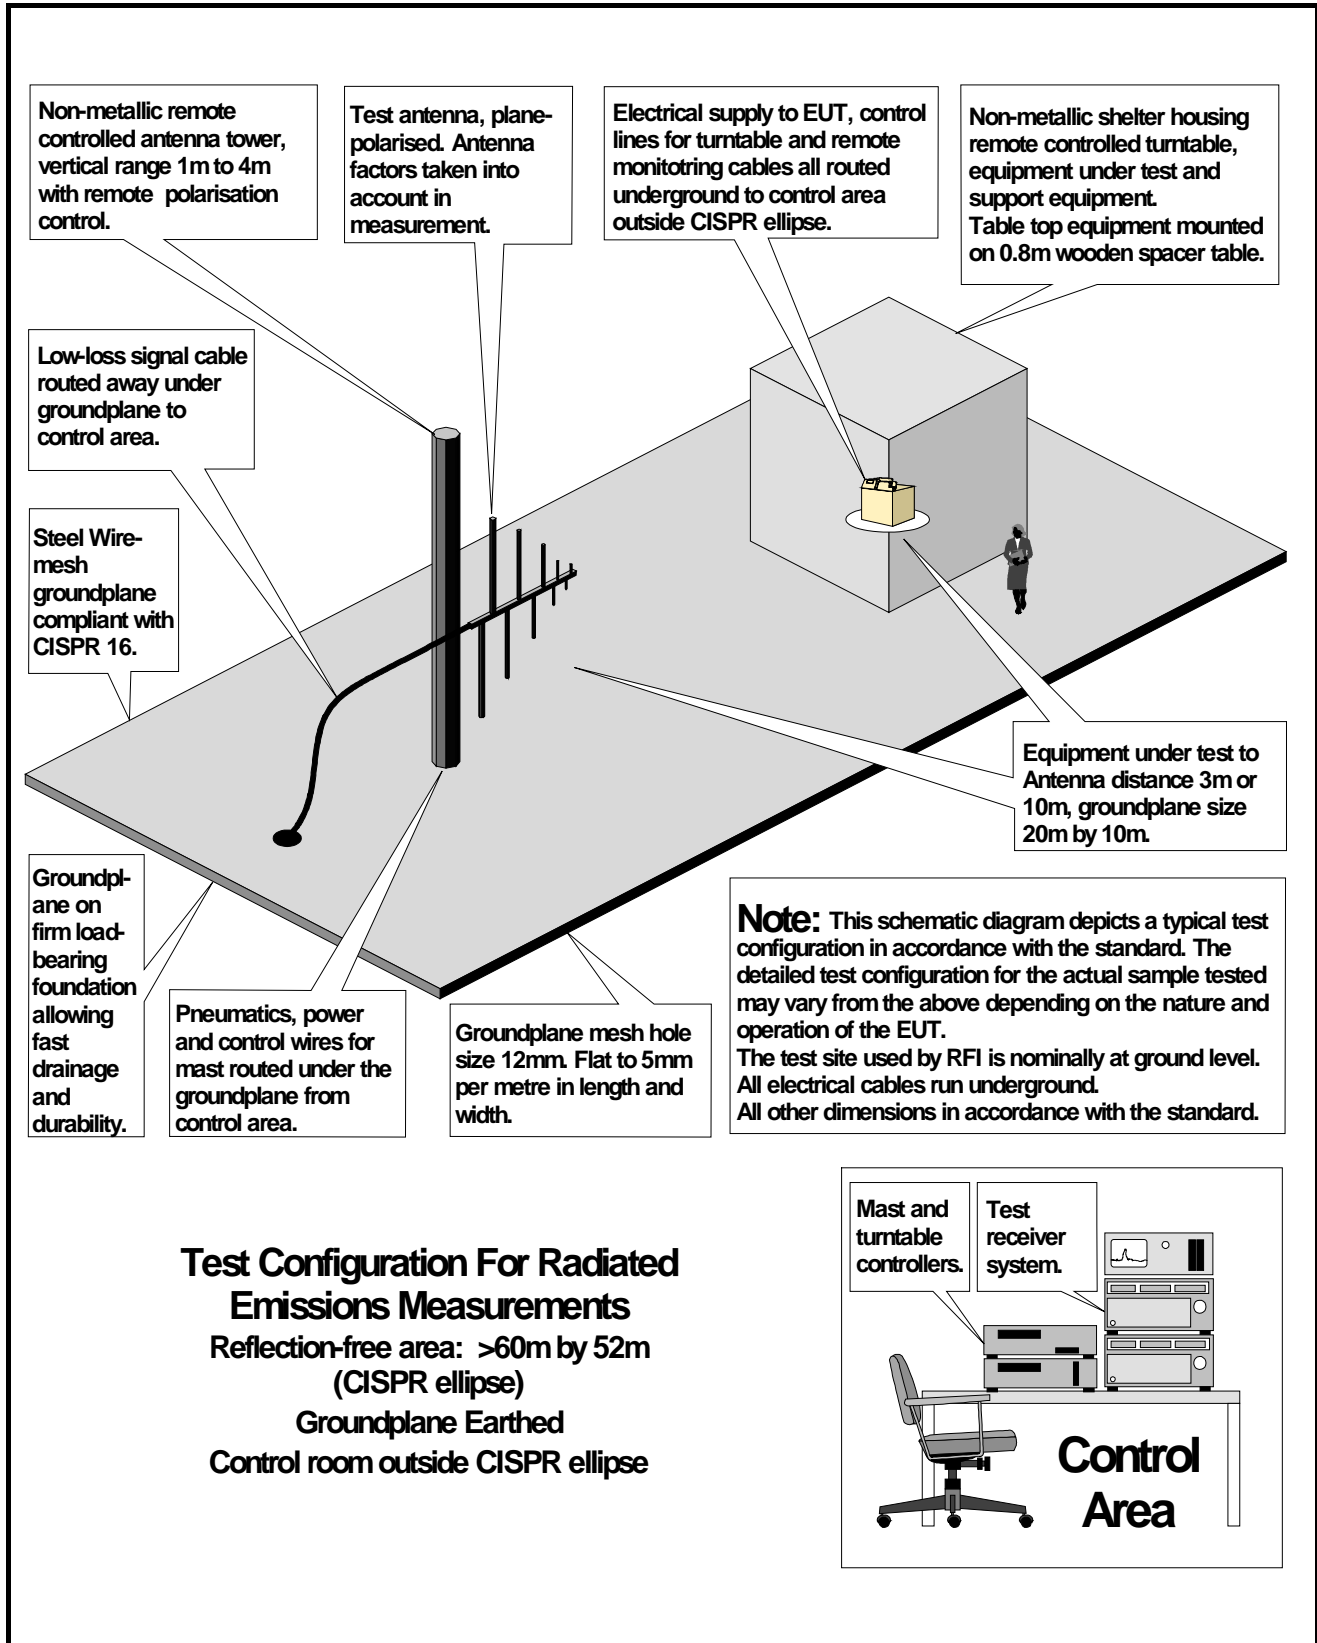 Non-metallic remote
controlled antenna tower,
vertical range 1m to 4m
with remote polarisation
control.
Test antenna, plane-
polarised. Antenna
factors taken into
account in
measurement.
Electrical supply to EUT, control
lines for turntable and remote
monitotring cables all routed
underground to control area
outside CISPR ellipse.
Non-metallic shelter housing
remote controlled turntable,
equipment under test and
support equipment.
Table top equipment mounted
on 0.8m wooden spacer table.
Low-loss signal cable
routed away under
groundplane to
control area.
Steel Wire-
mesh
groundplane
compliant with
CISPR 16.
Equipment under test to
Antenna distance 3m or
10m, groundplane size
20m by 10m.
Groundpl-
ane on
firm load-
bearing
foundation
allowing
fast
drainage
and
durability.
Pneumatics, power
and control wires for
mast routed under the
groundplane from
control area.
Groundplane mesh hole
size 12mm. Flat to 5mm
per metre in length and
width.
Note: This schematic diagram depicts a typical test
configuration in accordance with the standard. The
detailed test configuration for the actual sample tested
may vary from the above depending on the nature and
operation of the EUT.
The test site used by RFI is nominally at ground level.
All electrical cables run underground.
All other dimensions in accordance with the standard.
Test Configuration For Radiated
Emissions Measurements
Reflection-free area: >60m by 52m
(CISPR ellipse)
Groundplane Earthed
Control room outside CISPR ellipse
Mast and
turntable
controllers.
Test
receiver
system.
Control
Area